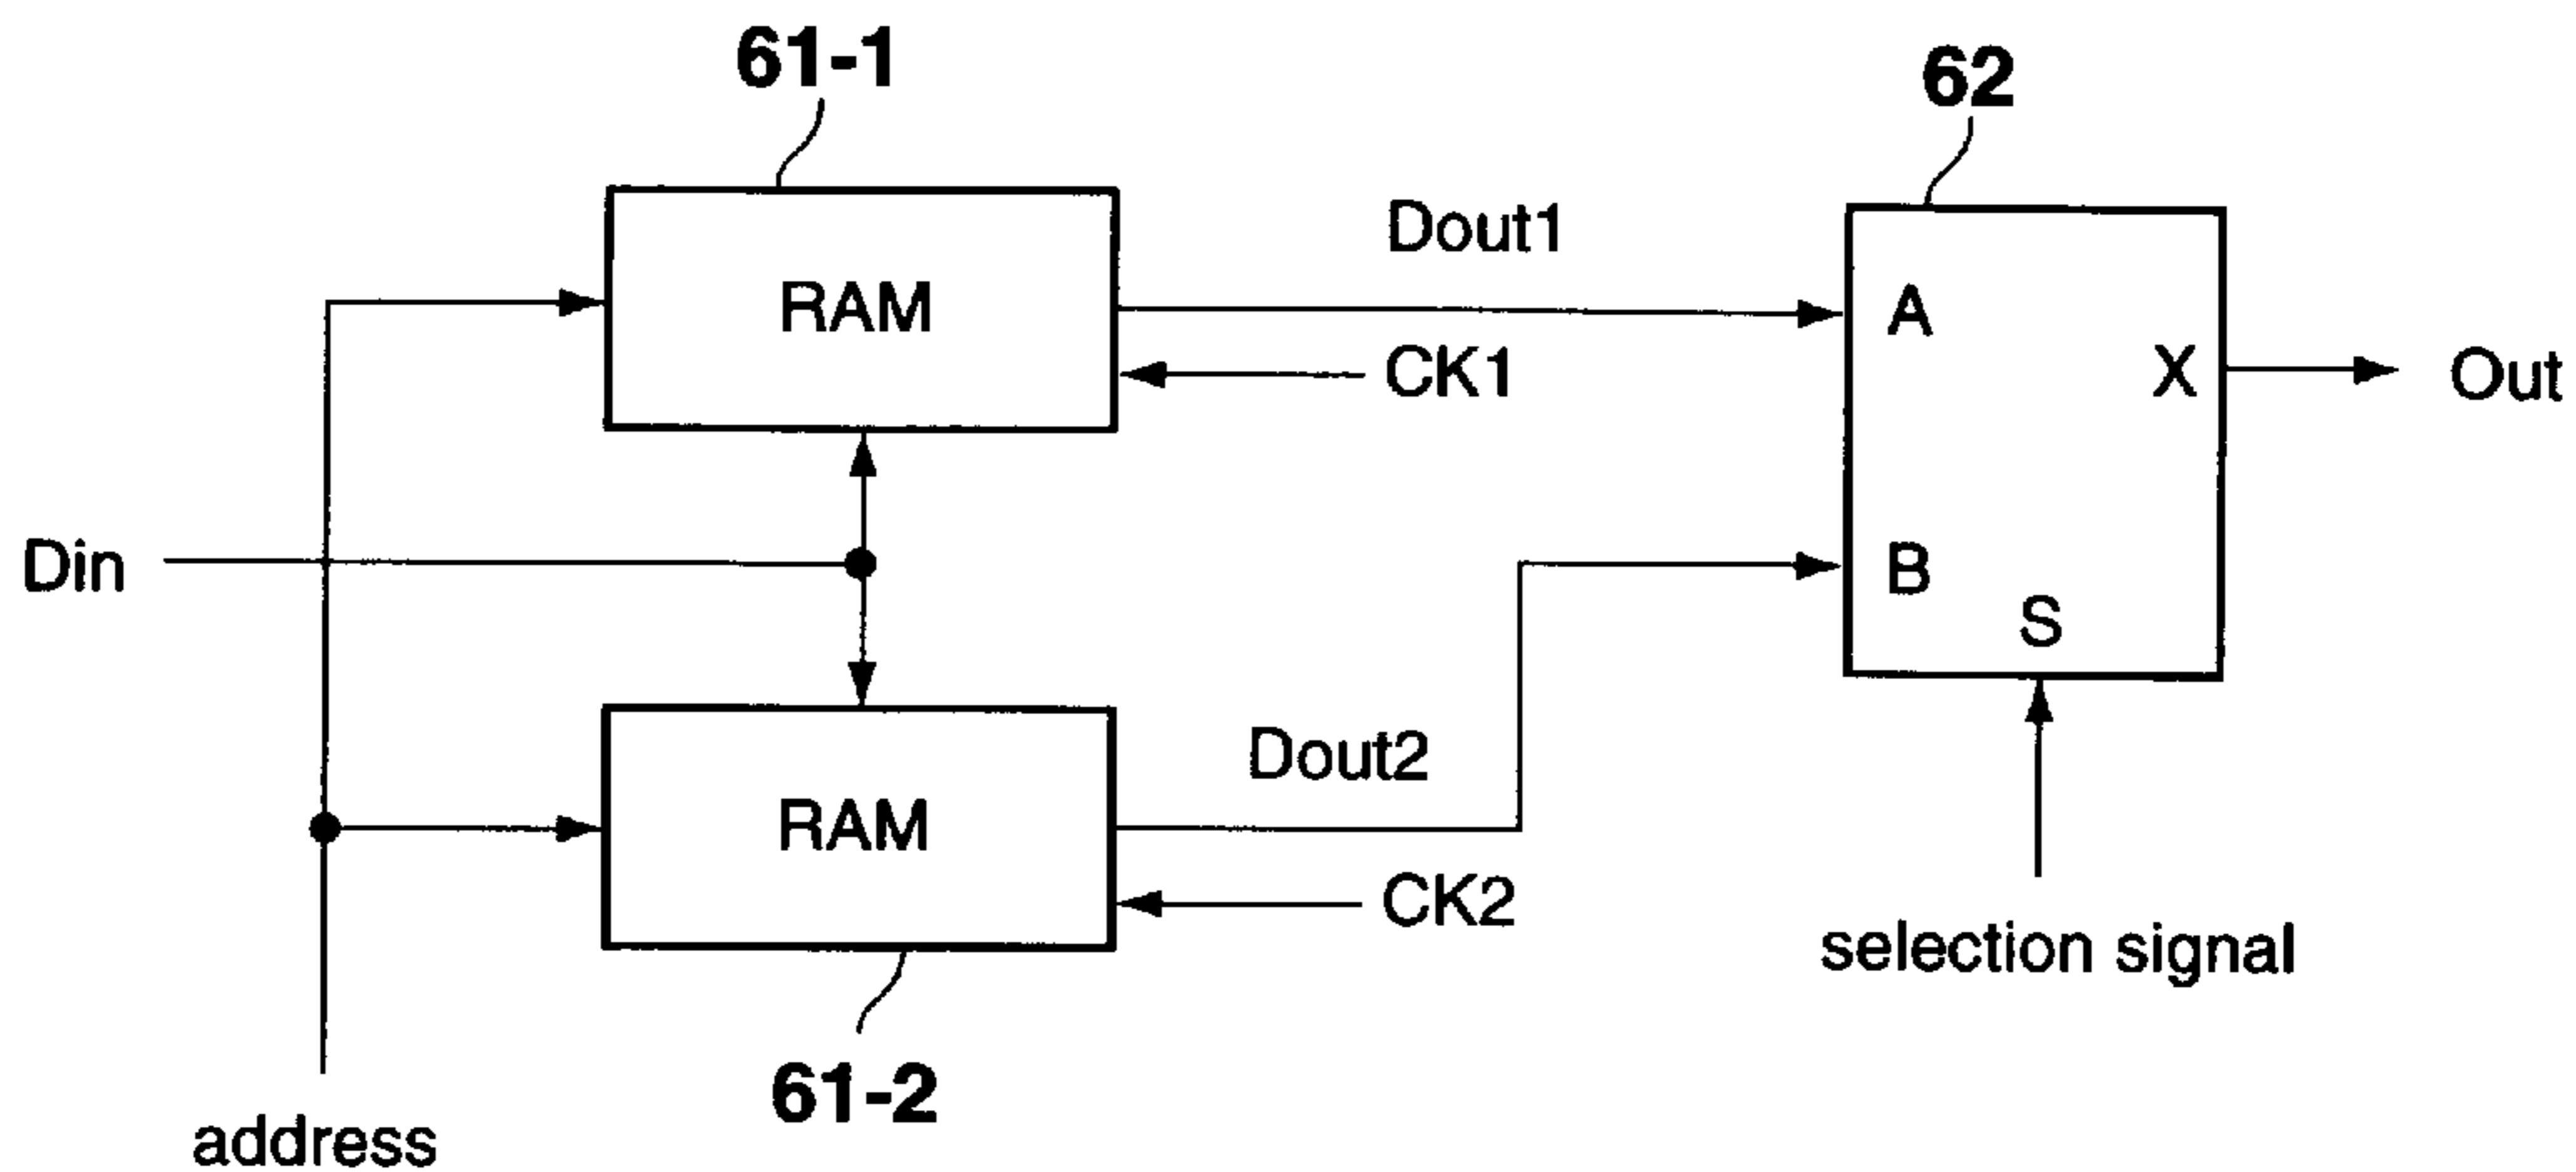 61-1
62
Dout1
RAM
A
CK1
X
Out
Din
B
S
Dout2
RAM
CK2
selection signal
61-2
address